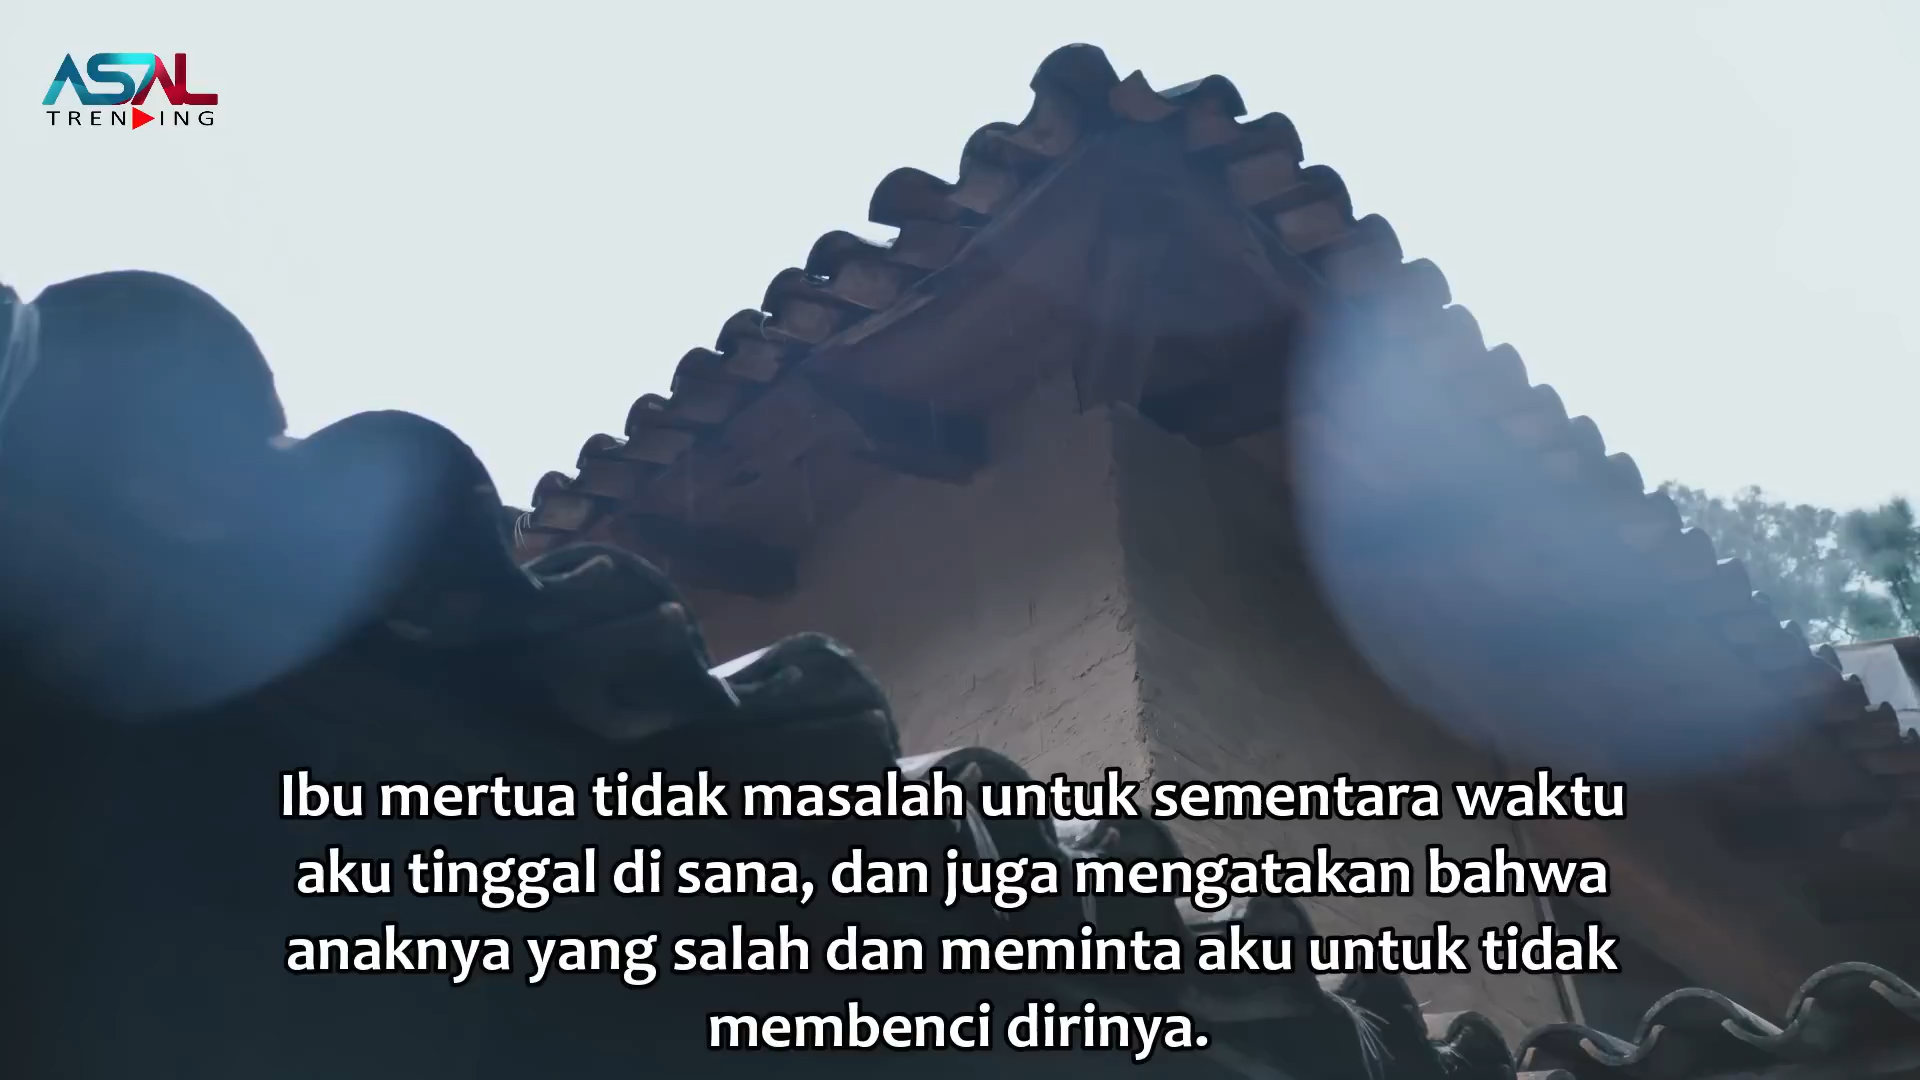 ASAL
TRENDING
Ibu mertua tidak masalah untuk sementara waktu
aku tinggal di sana, dan juga mengatakan bahwa
anaknya yang salah dan meminta aku untuk tidak
membenci dirinya.